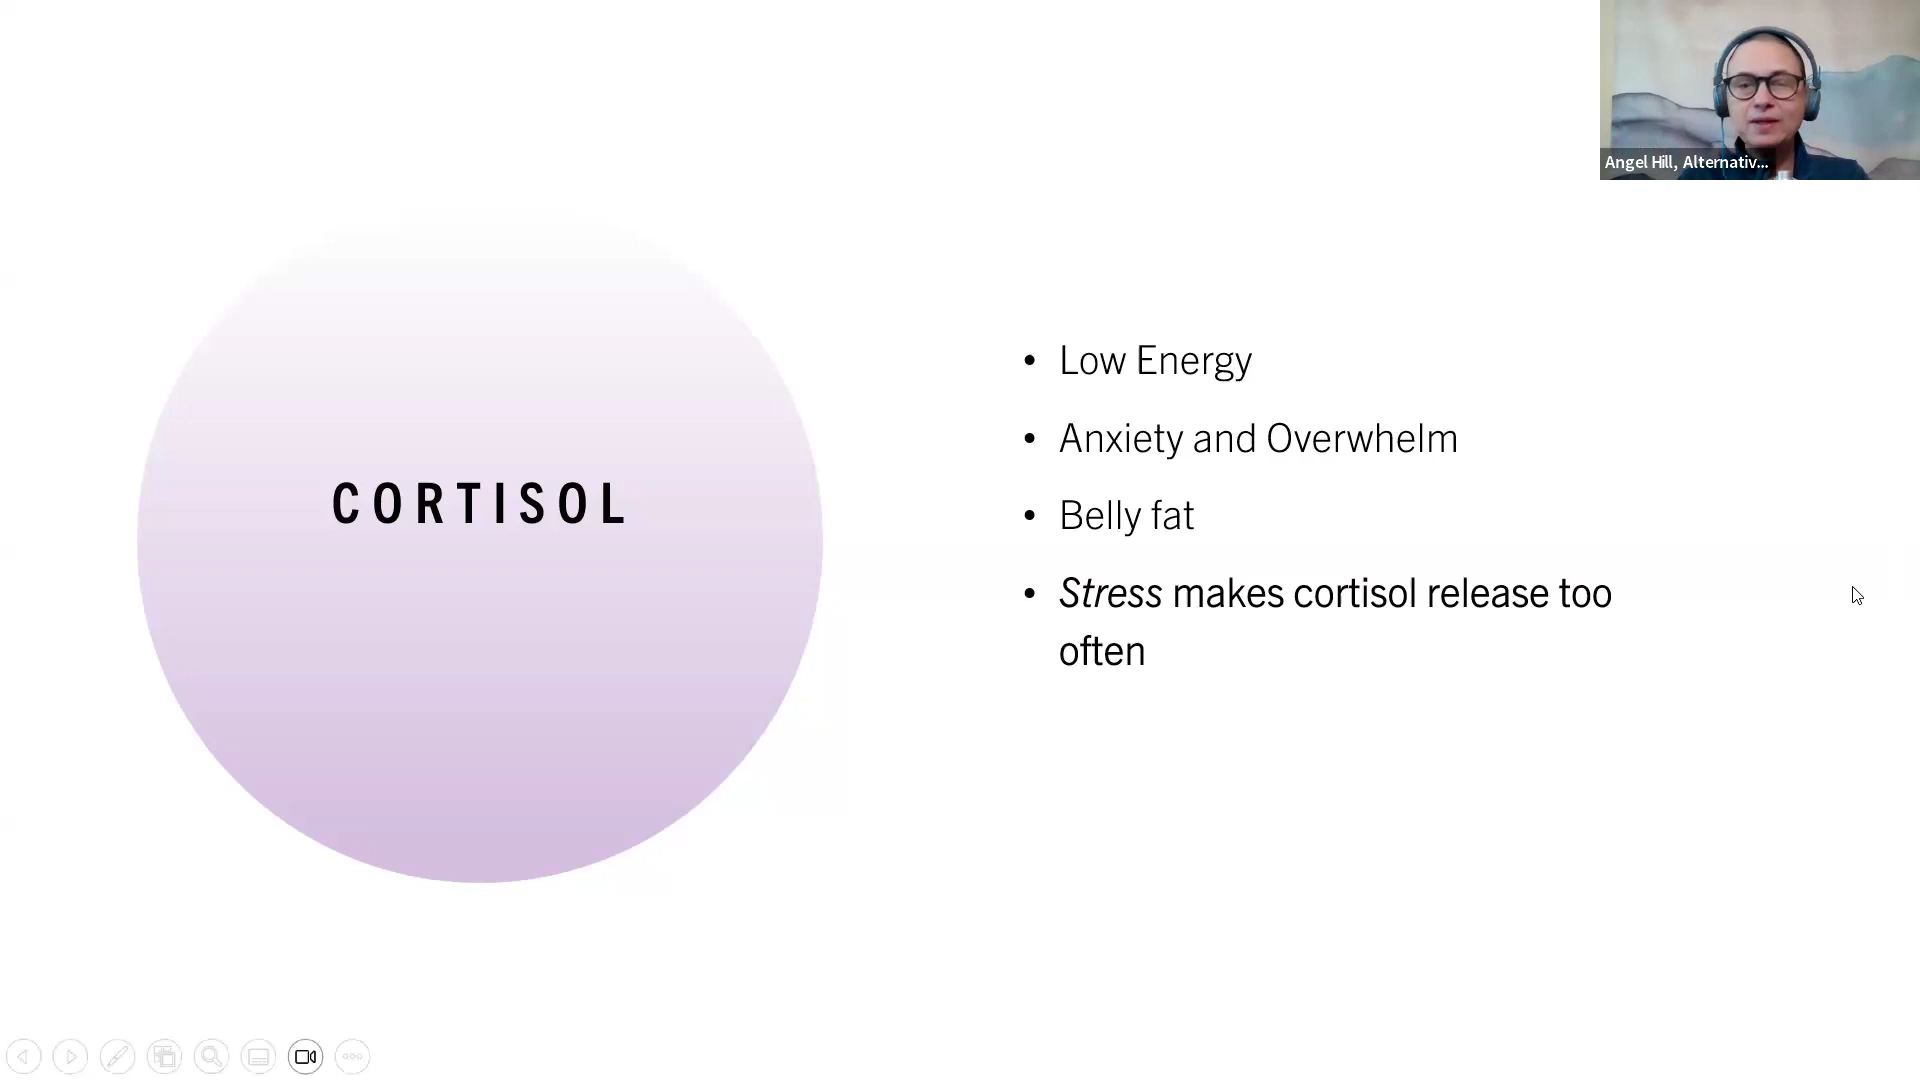 Angel Hill, Alternativ...
CORTISOL
• Low Energy
• Anxiety and Overwhelm
• Belly fat
• Stress makes cortisol release too
often